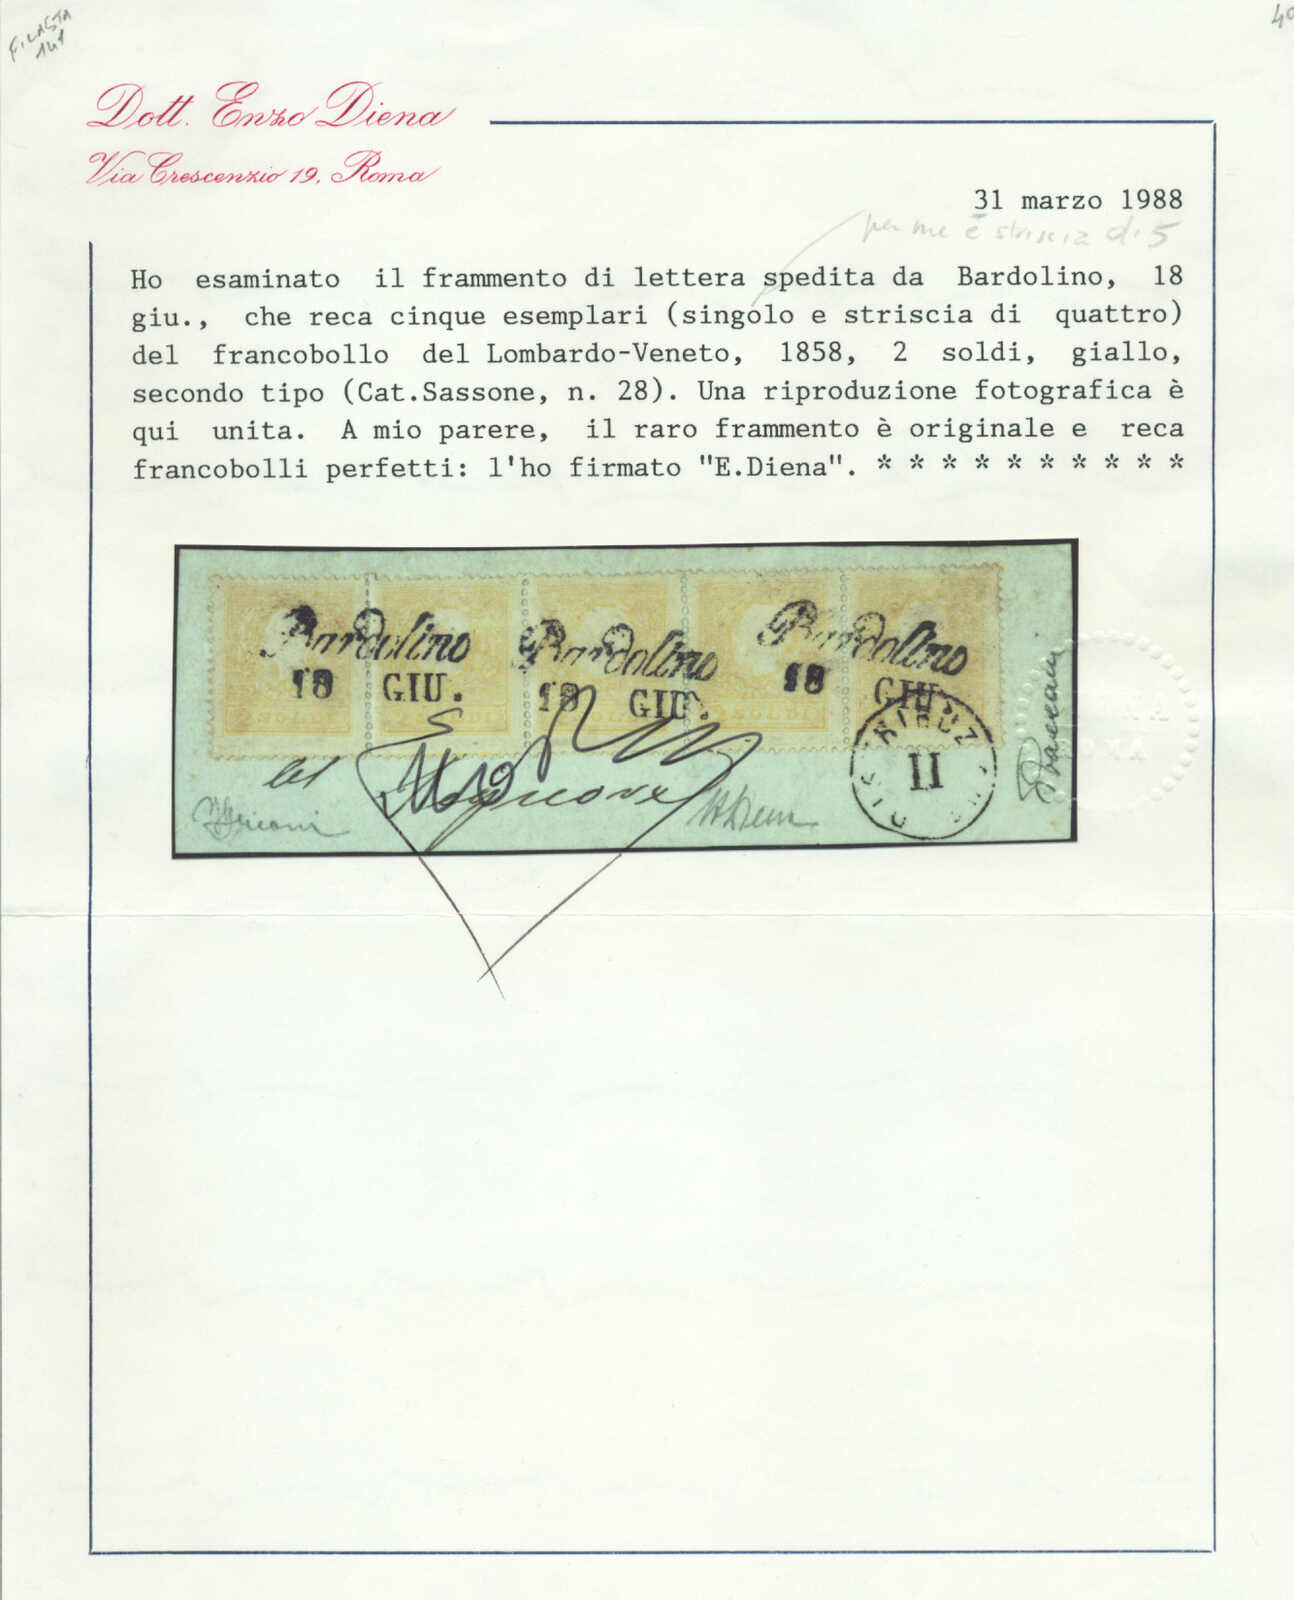 FILASTA
141
40
Dott. Enzo Diena
Via Crescenzio 19, Roma
31 marzo 1988
per me è striscia di 5
Ho esaminato il frammento di lettera spedita da Bardolino, 18
giu., che reca cinque esemplari (singolo e striscia di quattro)
del francobollo del Lombardo-Veneto, 1858, 2 soldi, giallo,
secondo tipo (Cat.Sassone, n. 28). Una riproduzione fotografica è
qui unita. A mio parere, il raro frammento è originale e reca
francobolli perfetti: l'ho firmato "E.Diena". * * * * * * * * * *
Bardolino Bardolino Bardolino
18 GIU. 18 GIU. 18 GIU.
II